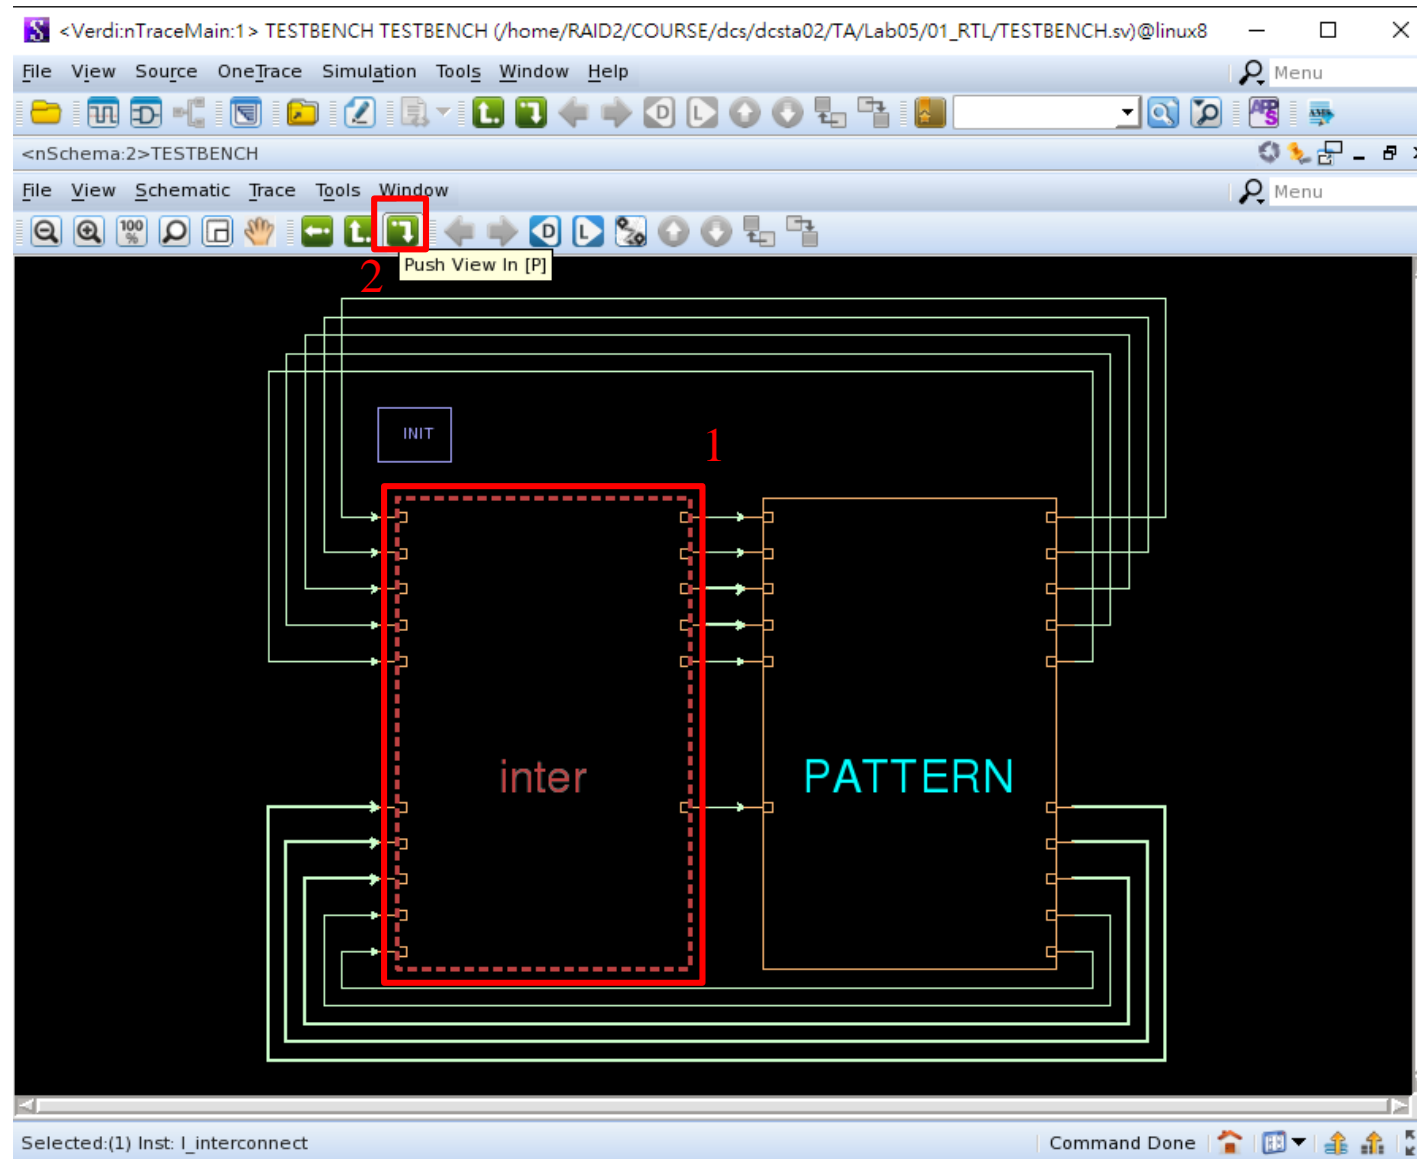 <Verdi:nTraceMain:1> TESTBENCH TESTBENCH (/home/RAID2/COURSE/dcs/dcsta02/TA/Lab05/01_RTL/TESTBENCH.sv)@linux8
File View Source OneTrace Simulation Tools Window Help Menu
APP
S
<nSchema:2>TESTBENCH
File View Schematic Trace Tools Window Menu
100
%
L
D L
Push View In [P]
2
INIT
1
inter
PATTERN
Selected:(1) Inst: I_interconnect Command Done